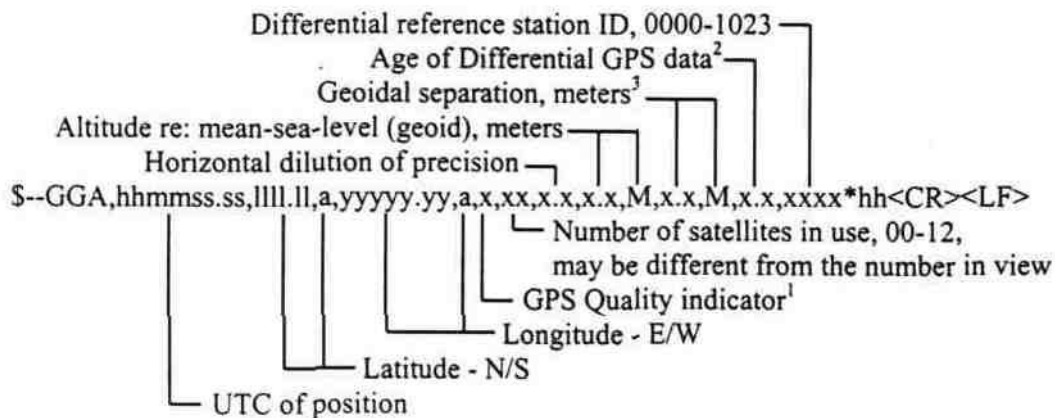 Differential reference station ID, 0000-1023
Age of Differential GPS data²
Geoidal separation, meters³
Altitude re: mean-sea-level (geoid), meters
Horizontal dilution of precision
$--GGA,hhmmss.ss,llll.ll,a,yyyyy.yy,a,x,xx,x.x,x.x,M,x.x,M,x.x,xxxx*hh<CR><LF>
Number of satellites in use, 00-12,
may be different from the number in view
GPS Quality indicator¹
Longitude - E/W
Latitude - N/S
UTC of position